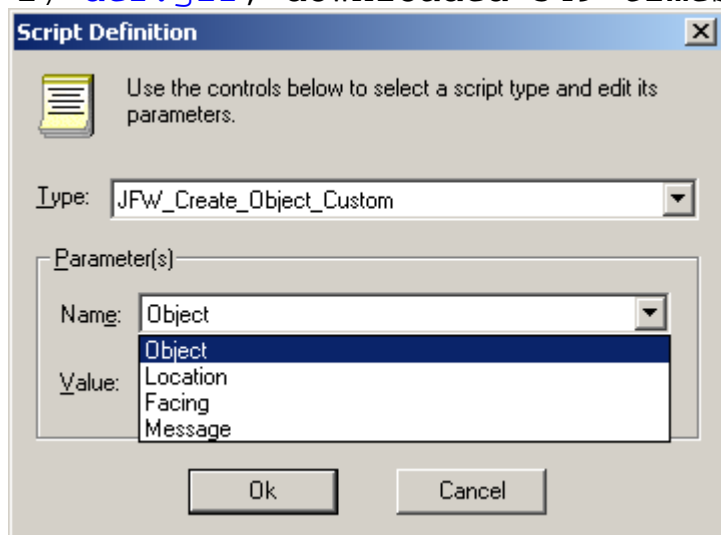 Script Definition
Use the controls below to select a script type and edit its
parameters.
Type: JFW_Create_Object_Custom
Parameter(s)
Name: Object
Object
Value: Location
Facing
Message
Ok Cancel